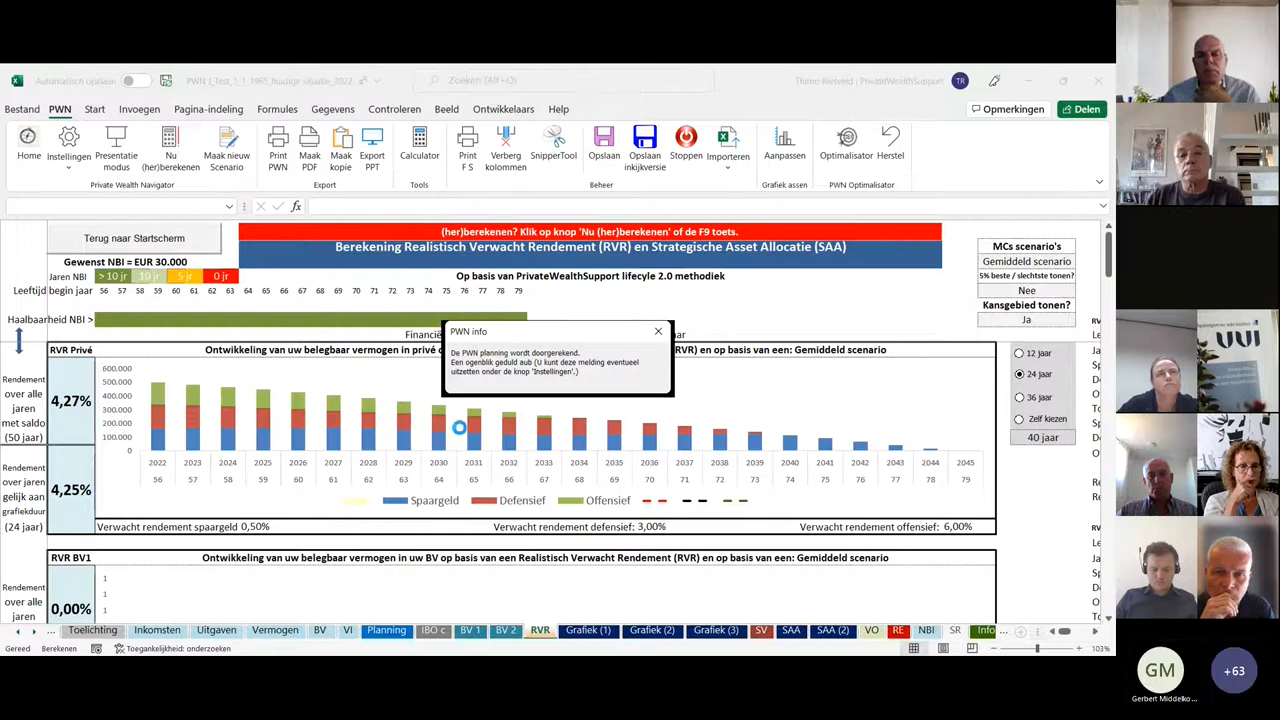 Automatisch opslaan
Zoeken (Alt+Q)
Thimo Rietveld | PrivateWealthSupport
TR
Bestand PWN Start Invoegen Pagina-indeling Formules Gegevens Controleren Beeld Ontwikkelaars Help
Opmerkingen Delen
Home
Instellingen
Presentatie
modus
Nu
(her)berekenen
Maak nieuw
Scenario
Print
PWN
Maak
PDF
Maak
kopie
Export
PPT
Calculator
Print
F S
Verberg
kolommen
SnipperTool
Opslaan
Opslaan
inkijkversie
Stoppen
Importeren
Aanpassen
Optimalisator
Herstel
Private Wealth Navigator
Export
Tools
Beheer
Grafiek assen
PWN Optimalisator
fx
Terug naar Startscherm
(her)berekenen? Klik op knop 'Nu (her)berekenen' of de F9 toets.
Berekening Realistisch Verwacht Rendement (RVR) en Strategische Asset Allocatie (SAA)
MCs scenario's
Gemiddeld scenario
5% beste / slechtste tonen?
Nee
Kansgebied tonen?
Ja
Gewenst NBI = EUR 30.000
Jaren NBI > 10 jr 10 jr 5 jr 0 jr
Op basis van PrivateWealthSupport lifecyle 2.0 methodiek
Leeftijd begin jaar 56 57 58 59 60 61 62 63 64 65 66 67 68 69 70 71 72 73 74 75 76 77 78 79
Haalbaarheid NBI >
PWN info
De PWN planning wordt doorgerekend.
Een ogenblik geduld aub (U kunt deze melding eventueel
uitzetten onder de knop 'Instellingen'.)
RVR Privé
Ontwikkeling van uw belegbaar vermogen in privé
RVR) en op basis van een: Gemiddeld scenario
Rendement
over alle
jaren
met saldo
(50 jaar)
4,27%
Rendement
over jaren
gelijk aan
grafiekduur
(24 jaar)
4,25%
600.000
500.000
400.000
300.000
200.000
100.000
0
2022 2023 2024 2025 2026 2027 2028 2029 2030 2031 2032 2033 2034 2035 2036 2037 2038 2039 2040 2041 2042 2043 2044 2045
56 57 58 59 60 61 62 63 64 65 66 67 68 69 70 71 72 73 74 75 76 77 78 79
Spaargeld Defensief Offensief
Verwacht rendement spaargeld 0,50% Verwacht rendement defensief: 3,00% Verwacht rendement offensief: 6,00%
12 jaar
24 jaar
36 jaar
Zelf kiezen
40 jaar
RVR BV1
Ontwikkeling van uw belegbaar vermogen in uw BV op basis van een Realistisch Verwacht Rendement (RVR) en op basis van een: Gemiddeld scenario
Rendement
over alle
jaren
0,00%
1
1
1
... Toelichting Inkomsten Uitgaven Vermogen BV VI Planning IBO c BV 1 BV 2 RVR Grafiek (1) Grafiek (2) Grafiek (3) SV SAA SAA (2) VO RE NBI SR Info ...
Gereed Berekenen Toegankelijkheid: onderzoeken
103%
GM
Gerbert Middelko...
+63